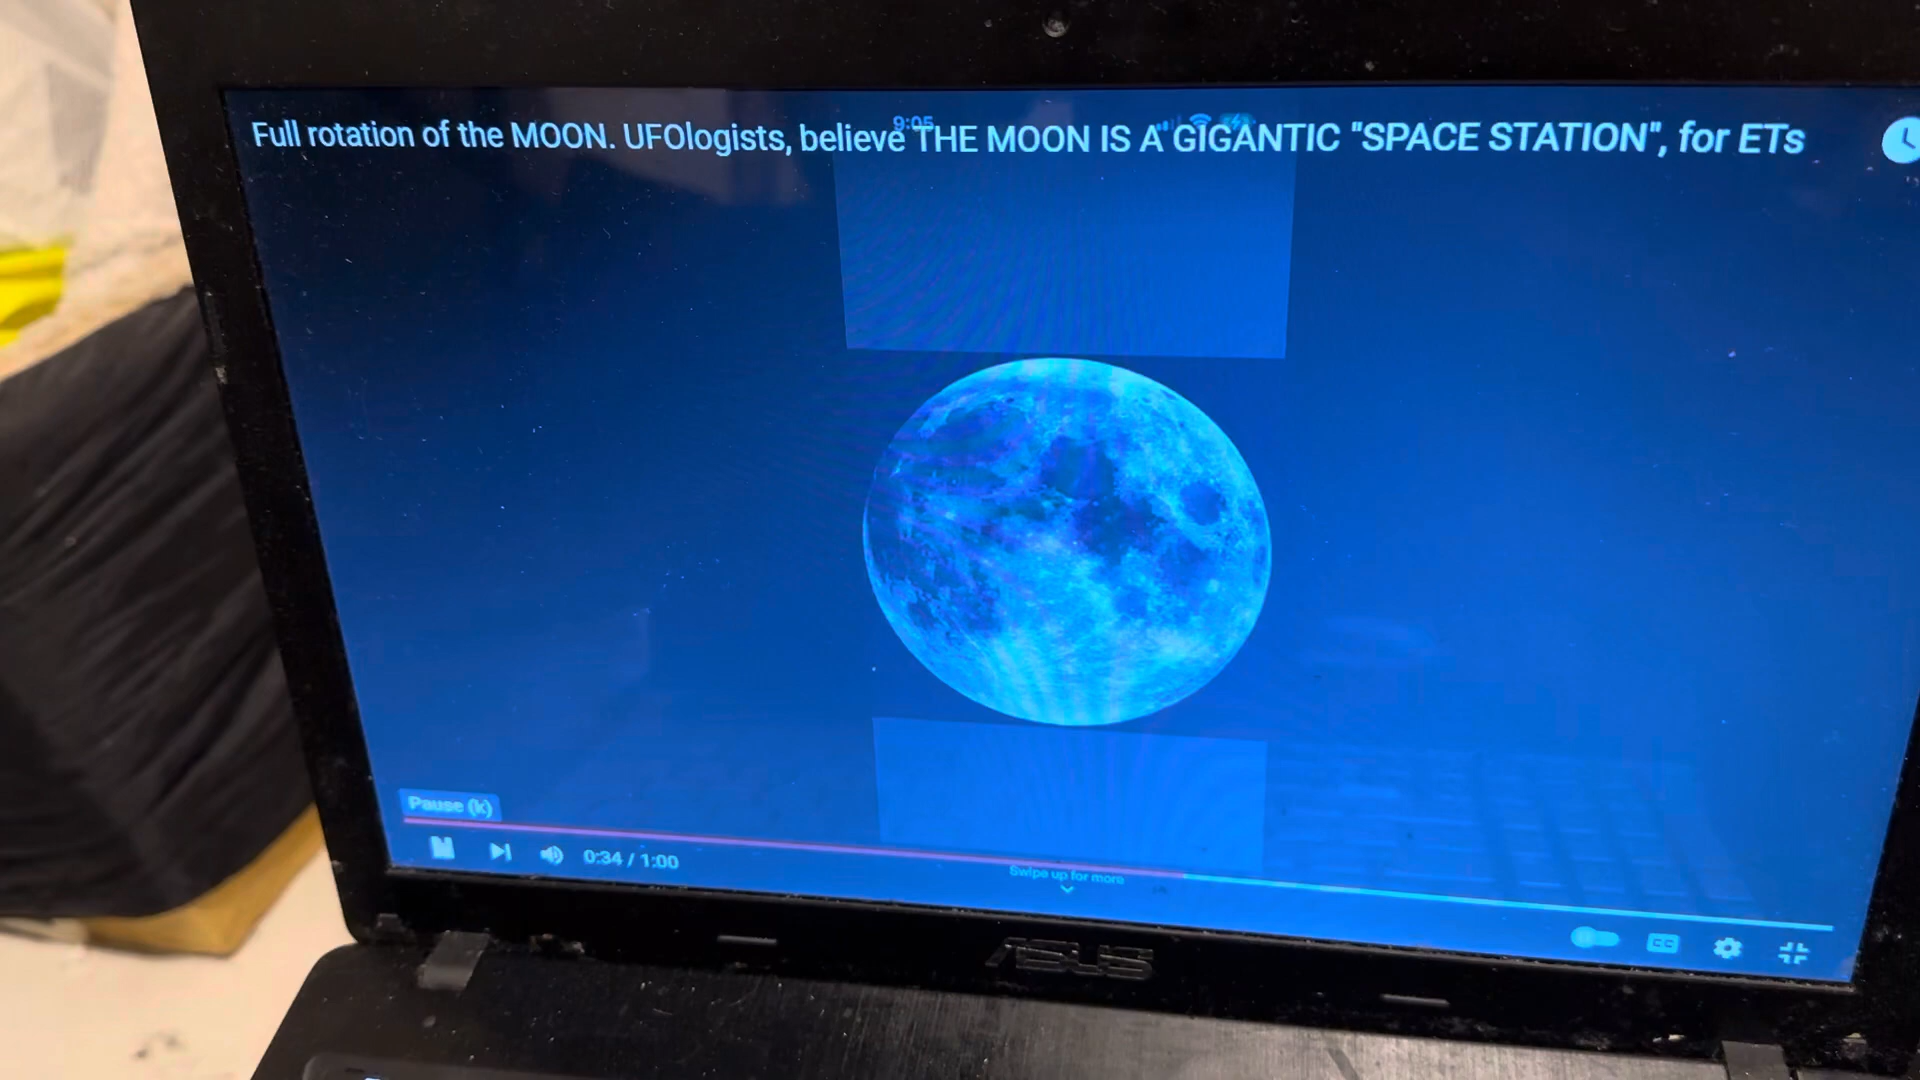 Full rotation of the MOON. UFOlogists, believe THE MOON IS A GIGANTIC "SPACE STATION", for ETs
9:05
Pause (k)
0:34 / 1:00
Swipe up for more
CC
ASUS